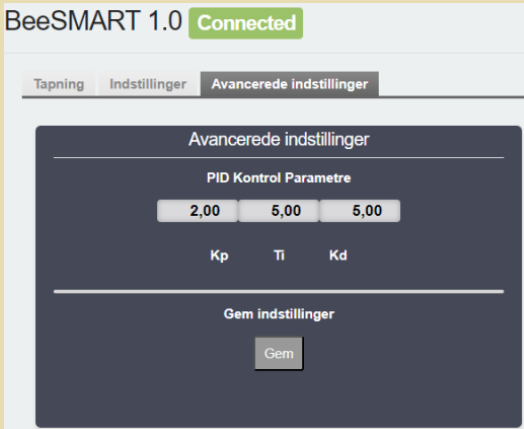 BeeSMART 1.0 Connected
Tapning Indstillinger Avancerede indstillinger
Avancerede indstillinger
PID Kontrol Parametre
2,00 5,00 5,00
Kp Ti Kd
Gem indstillinger
Gem